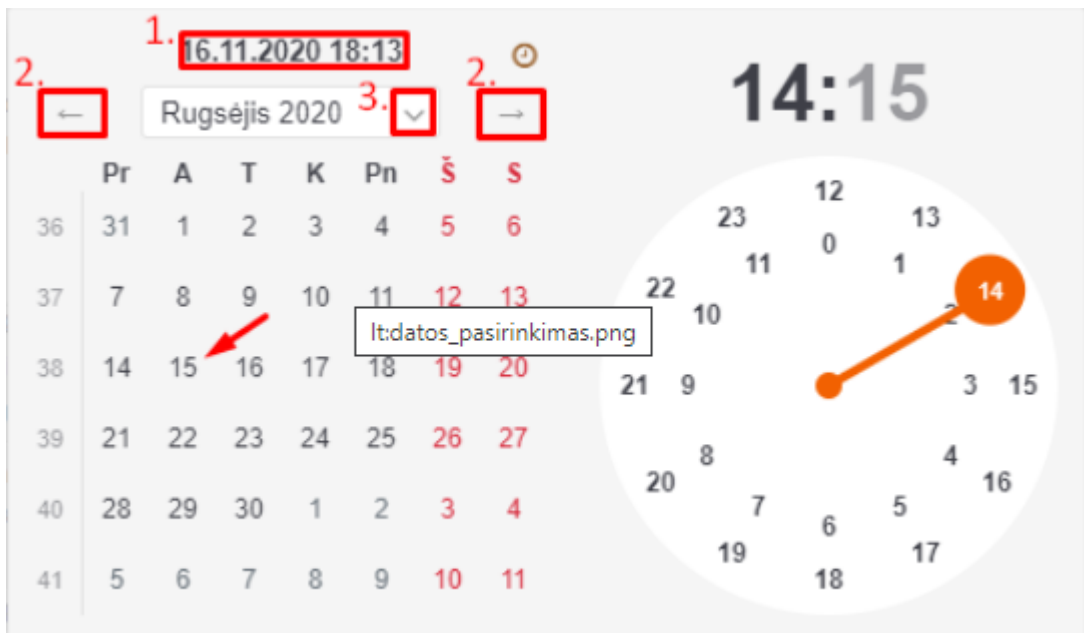 1. 16.11.2020 18:13
2. ← Rugsėjis 2020 3. 2. →
Pr A T K Pn Š S
36 31 1 2 3 4 5 6
37 7 8 9 10 11 12 13
38 14 15 16 17 18 19 20
39 21 22 23 24 25 26 27
40 28 29 30 1 2 3 4
41 5 6 7 8 9 10 11
lt:datos_pasirinkimas.png
14:15
12
23 13
0
11 1
22 14
10 2
21 9 3 15
8 4
20 16
7 5
6
19 17
18